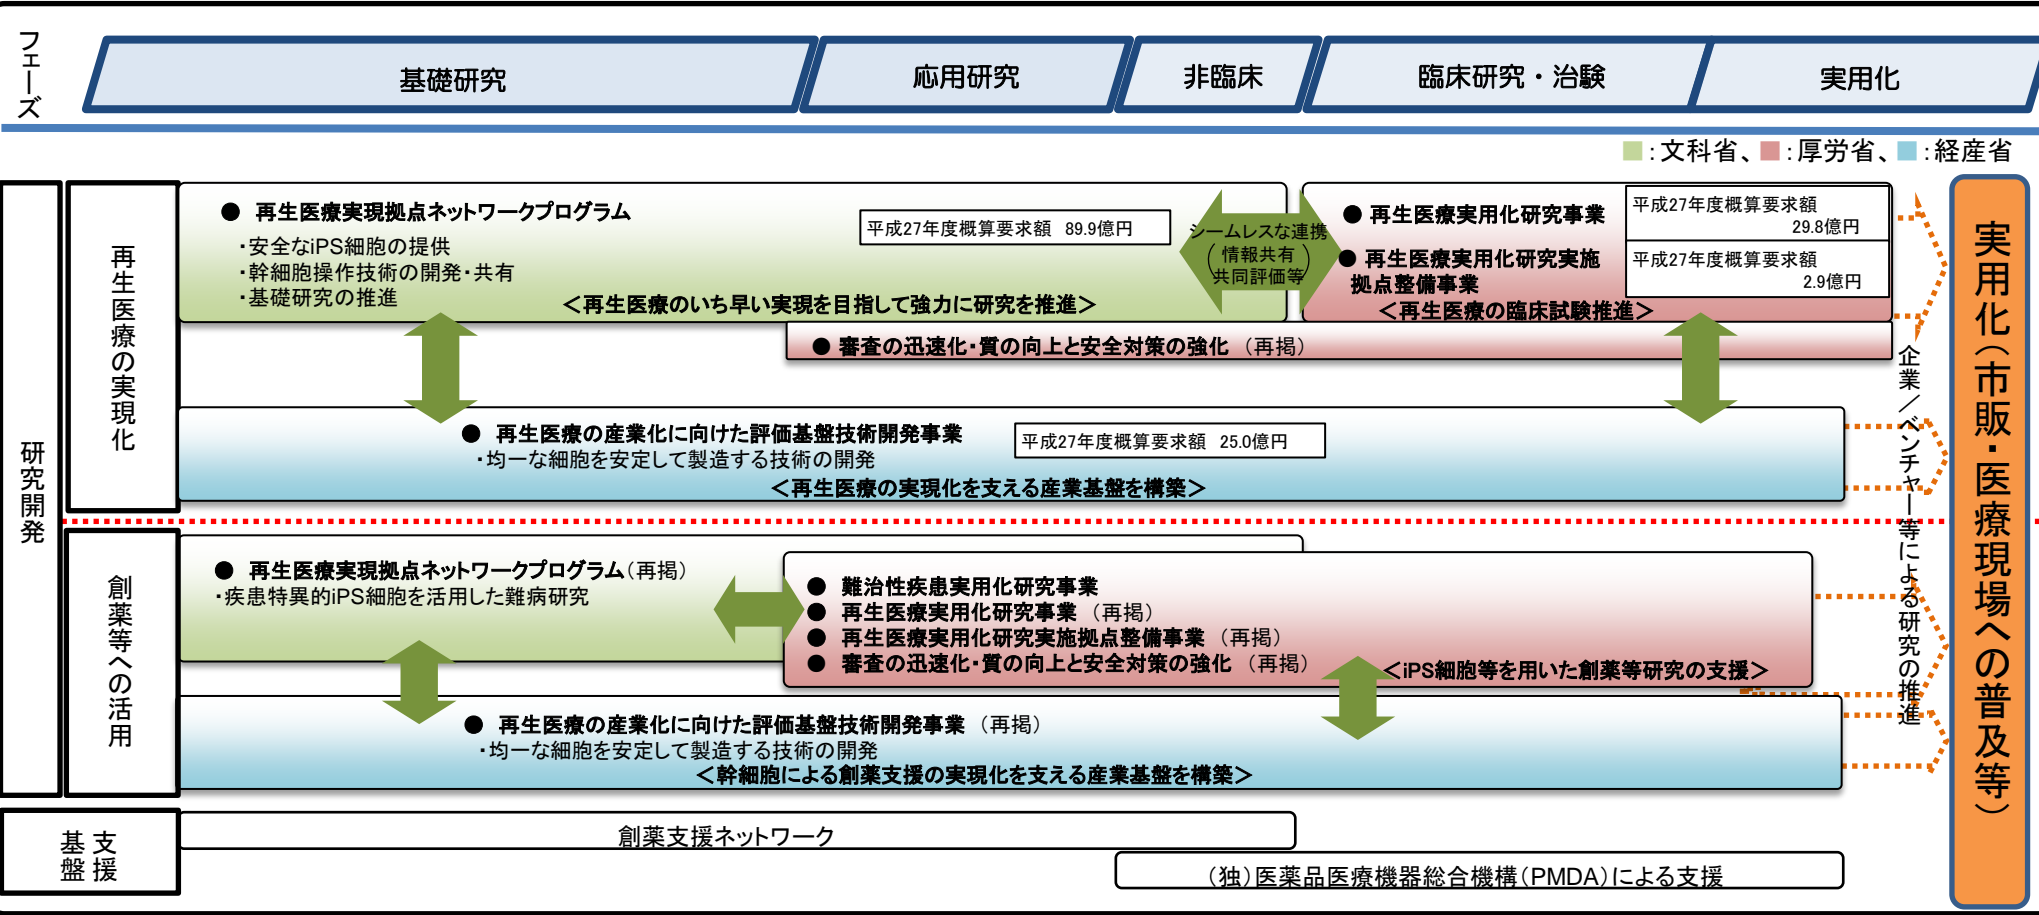 フェーズ
基礎研究
応用研究
非臨床
臨床研究・治験
実用化
■：文科省、■：厚労省、■：経産省
研究開発
再生医療の実現化
● 再生医療実現拠点ネットワークプログラム
・安全なiPS細胞の提供
・幹細胞操作技術の開発・共有
・基礎研究の推進
平成27年度概算要求額 89.9億円
＜再生医療のいち早い実現を目指して強力に研究を推進＞
シームレスな連携
（情報共有
共同評価等）
● 再生医療実用化研究事業
平成27年度概算要求額
29.8億円
● 再生医療実用化研究実施
拠点整備事業
平成27年度概算要求額
2.9億円
＜再生医療の臨床試験推進＞
● 審査の迅速化・質の向上と安全対策の強化（再掲）
● 再生医療の産業化に向けた評価基盤技術開発事業
・均一な細胞を安定して製造する技術の開発
平成27年度概算要求額 25.0億円
＜再生医療の実現化を支える産業基盤を構築＞
創薬等への活用
● 再生医療実現拠点ネットワークプログラム（再掲）
・疾患特異的iPS細胞を活用した難病研究
● 難治性疾患実用化研究事業
● 再生医療実用化研究事業（再掲）
● 再生医療実用化研究実施拠点整備事業（再掲）
● 審査の迅速化・質の向上と安全対策の強化（再掲）
＜iPS細胞等を用いた創薬等研究の支援＞
● 再生医療の産業化に向けた評価基盤技術開発事業（再掲）
・均一な細胞を安定して製造する技術の開発
＜幹細胞による創薬支援の実現化を支える産業基盤を構築＞
企業／ベンチャー等による研究の推進
実用化（市販・医療現場への普及等）
支援
基盤
創薬支援ネットワーク
（独）医薬品医療機器総合機構（PMDA）による支援